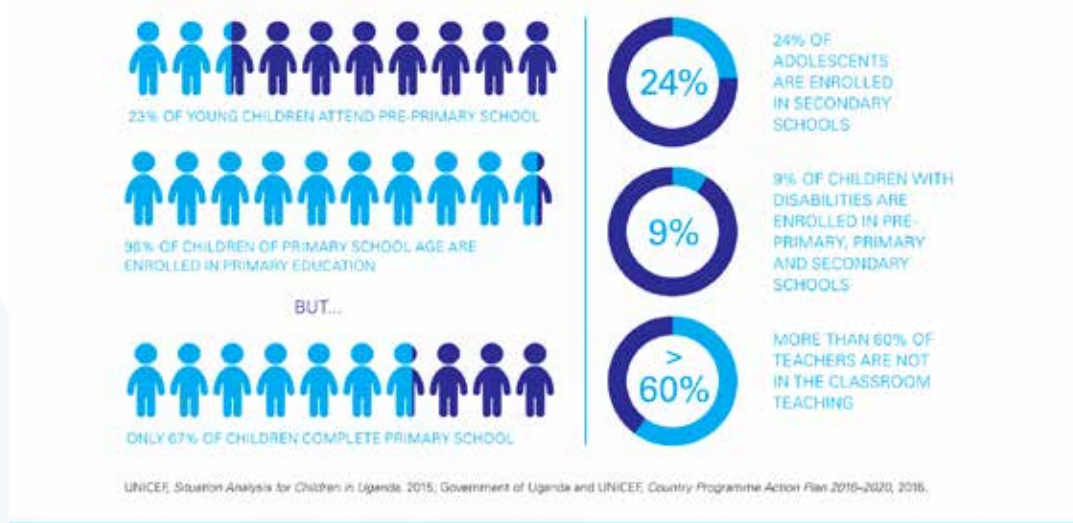 23% OF YOUNG CHILDREN ATTEND PRE-PRIMARY SCHOOL
96% OF CHILDREN OF PRIMARY SCHOOL AGE ARE
ENROLLED IN PRIMARY EDUCATION
BUT...
ONLY 67% OF CHILDREN COMPLETE PRIMARY SCHOOL
24%
24% OF
ADOLESCENTS
ARE ENROLLED
IN SECONDARY
SCHOOLS
9%
9% OF CHILDREN WITH
DISABILITIES ARE
ENROLLED IN PRE-
PRIMARY, PRIMARY
AND SECONDARY
SCHOOLS
>
60%
MORE THAN 60% OF
TEACHERS ARE NOT
IN THE CLASSROOM
TEACHING
UNICEF, Situation Analysis for Children in Uganda, 2015; Government of Uganda and UNICEF, Country Programme Action Plan 2016–2020, 2016.